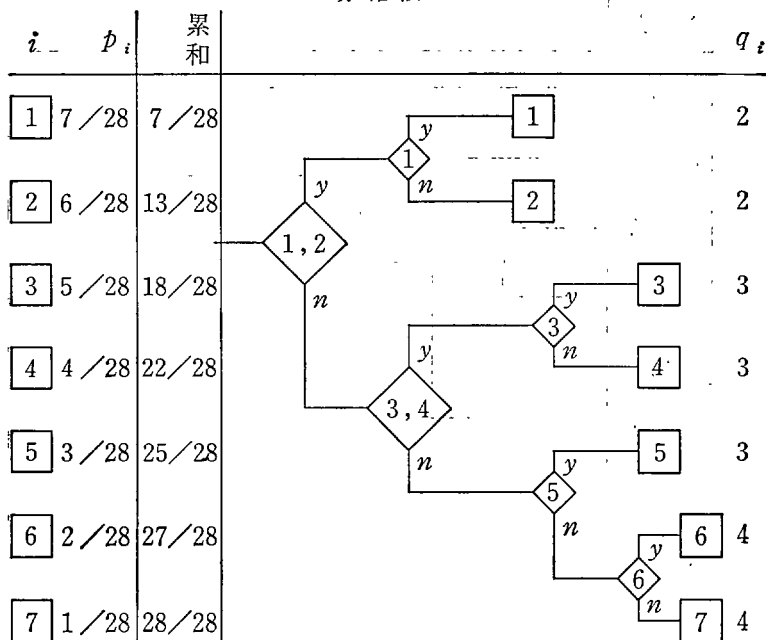 i p_i 累和 q_i
1 7/28 7/28 y 1 2
1
n
2 6/28 13/28 y 2 2
1,2
3 5/28 18/28 n 3 3
y
3
4 4/28 22/28 y n 4 3
3,4
5 3/28 25/28 n y 5 3
5
6 2/28 27/28 n 6 4
y
6
7 1/28 28/28 n 7 4